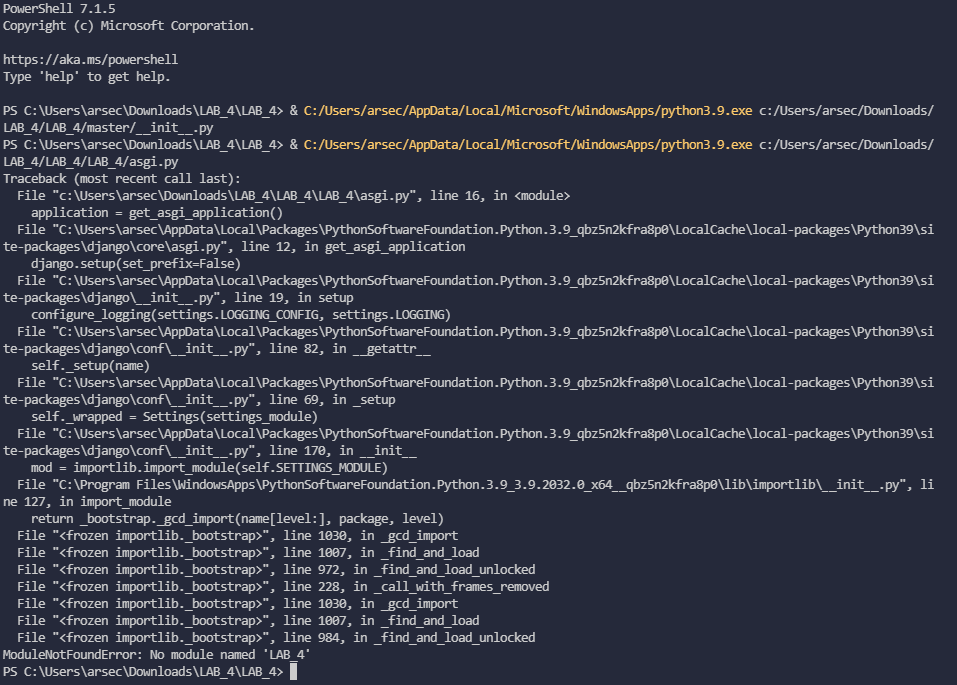 PowerShell 7.1.5
Copyright (c) Microsoft Corporation.
https://aka.ms/powershell
Type 'help' to get help.
PS C:\Users\arsec\Downloads\LAB_4\LAB_4> & C:/Users/arsec/AppData/Local/Microsoft/WindowsApps/python3.9.exe c:/Users/arsec/Downloads/
LAB_4/LAB_4/master/__init__.py
PS C:\Users\arsec\Downloads\LAB_4\LAB_4> & C:/Users/arsec/AppData/Local/Microsoft/WindowsApps/python3.9.exe c:/Users/arsec/Downloads/
LAB_4/LAB_4/LAB_4/asgi.py
Traceback (most recent call last):
  File "c:\Users\arsec\Downloads\LAB_4\LAB_4\LAB_4\asgi.py", line 16, in <module>
    application = get_asgi_application()
  File "C:\Users\arsec\AppData\Local\Packages\PythonSoftwareFoundation.Python.3.9_qbz5n2kfra8p0\LocalCache\local-packages\Python39\si
te-packages\django\core\asgi.py", line 12, in get_asgi_application
    django.setup(set_prefix=False)
  File "C:\Users\arsec\AppData\Local\Packages\PythonSoftwareFoundation.Python.3.9_qbz5n2kfra8p0\LocalCache\local-packages\Python39\si
te-packages\django\__init__.py", line 19, in setup
    configure_logging(settings.LOGGING_CONFIG, settings.LOGGING)
  File "C:\Users\arsec\AppData\Local\Packages\PythonSoftwareFoundation.Python.3.9_qbz5n2kfra8p0\LocalCache\local-packages\Python39\si
te-packages\django\conf\__init__.py", line 82, in __getattr__
    self._setup(name)
  File "C:\Users\arsec\AppData\Local\Packages\PythonSoftwareFoundation.Python.3.9_qbz5n2kfra8p0\LocalCache\local-packages\Python39\si
te-packages\django\conf\__init__.py", line 69, in _setup
    self._wrapped = Settings(settings_module)
  File "C:\Users\arsec\AppData\Local\Packages\PythonSoftwareFoundation.Python.3.9_qbz5n2kfra8p0\LocalCache\local-packages\Python39\si
te-packages\django\conf\__init__.py", line 170, in __init__
    mod = importlib.import_module(self.SETTINGS_MODULE)
  File "C:\Program Files\WindowsApps\PythonSoftwareFoundation.Python.3.9_3.9.2032.0_x64__qbz5n2kfra8p0\lib\importlib\__init__.py", li
ne 127, in import_module
    return _bootstrap._gcd_import(name[level:], package, level)
  File "<frozen importlib._bootstrap>", line 1030, in _gcd_import
  File "<frozen importlib._bootstrap>", line 1007, in _find_and_load
  File "<frozen importlib._bootstrap>", line 972, in _find_and_load_unlocked
  File "<frozen importlib._bootstrap>", line 228, in _call_with_frames_removed
  File "<frozen importlib._bootstrap>", line 1030, in _gcd_import
  File "<frozen importlib._bootstrap>", line 1007, in _find_and_load
  File "<frozen importlib._bootstrap>", line 984, in _find_and_load_unlocked
ModuleNotFoundError: No module named 'LAB_4'
PS C:\Users\arsec\Downloads\LAB_4\LAB_4>